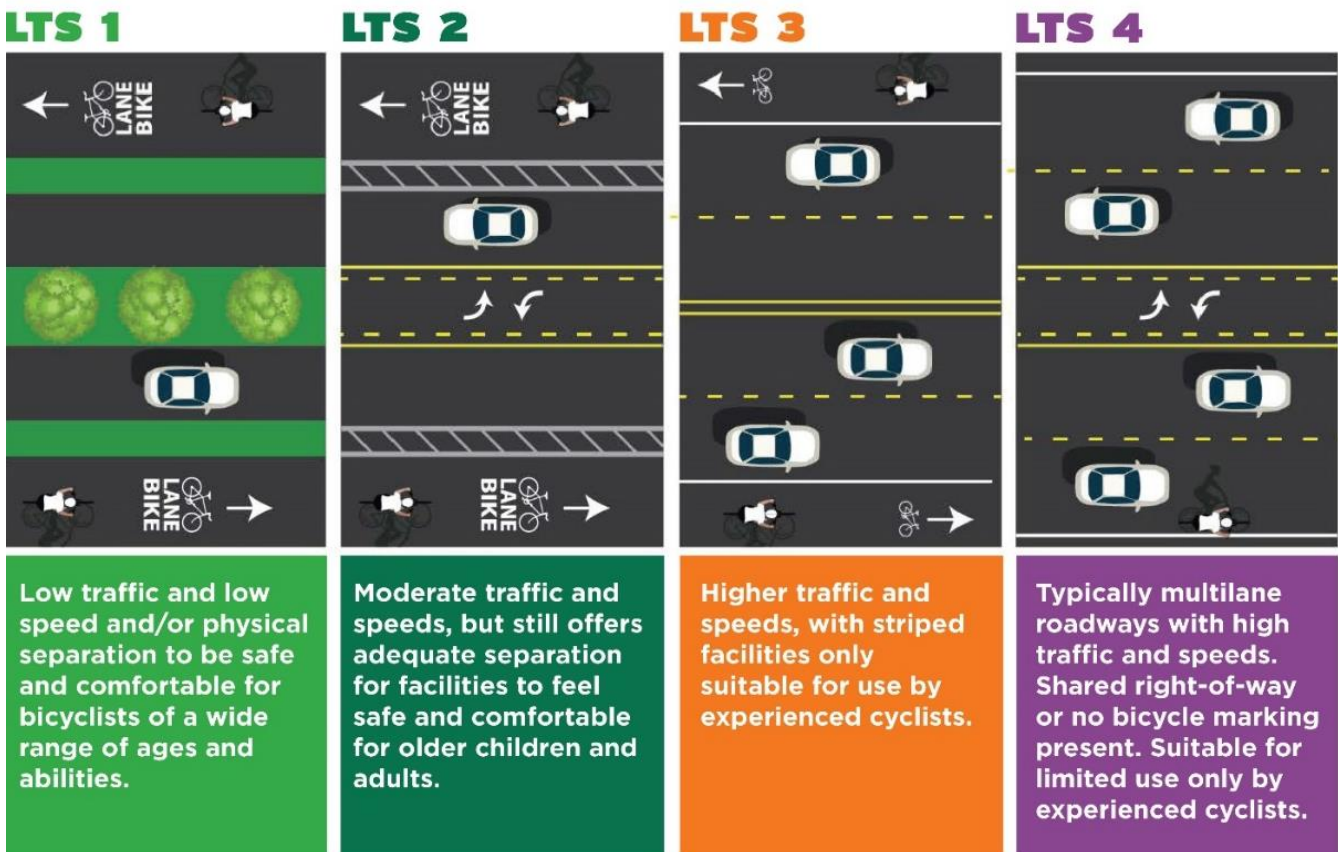 LTS 1
LANE
BIKE
LANE
BIKE
Low traffic and low
speed and/or physical
separation to be safe
and comfortable for
bicyclists of a wide
range of ages and
abilities.
LTS 2
LANE
BIKE
LANE
BIKE
Moderate traffic and
speeds, but still offers
adequate separation
for facilities to feel
safe and comfortable
for older children and
adults.
LTS 3
Higher traffic and
speeds, with striped
facilities only
suitable for use by
experienced cyclists.
LTS 4
Typically multilane
roadways with high
traffic and speeds.
Shared right-of-way
or no bicycle marking
present. Suitable for
limited use only by
experienced cyclists.